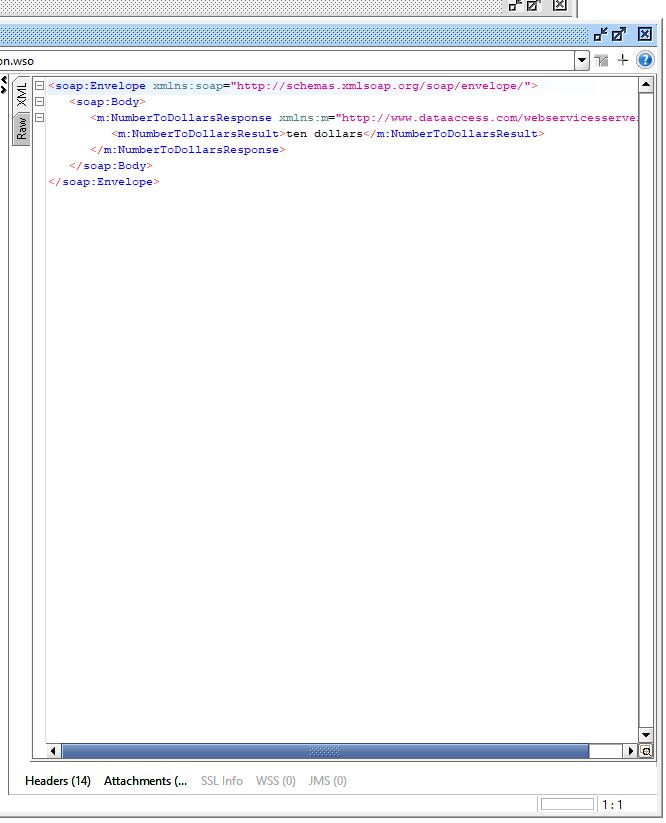 on.wso
XML
Raw
<soap:Envelope xmlns:soap="http://schemas.xmlsoap.org/soap/envelope/">
<soap:Body>
<m:NumberToDollarsResponse xmlns:m="http://www.dataaccess.com/webservicesserve
<m:NumberToDollarsResult>ten dollars</m:NumberToDollarsResult>
</m:NumberToDollarsResponse>
</soap:Body>
</soap:Envelope>
Headers (14) Attachments (... SSL Info WSS (0) JMS (0)
1 : 1